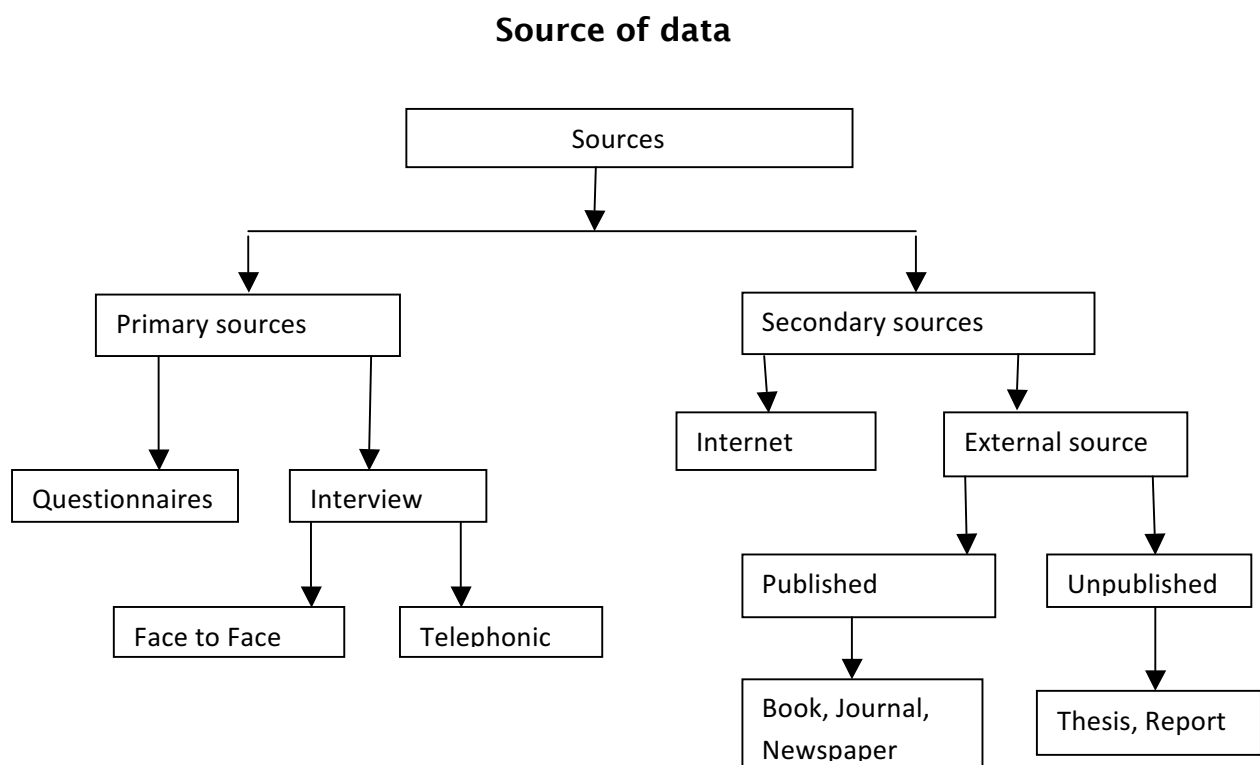 Source of data
Sources
Primary sources
Secondary sources
Internet
External source
Questionnaires
Interview
Published
Unpublished
Face to Face
Telephonic
Book, Journal,
Newspaper
Thesis, Report